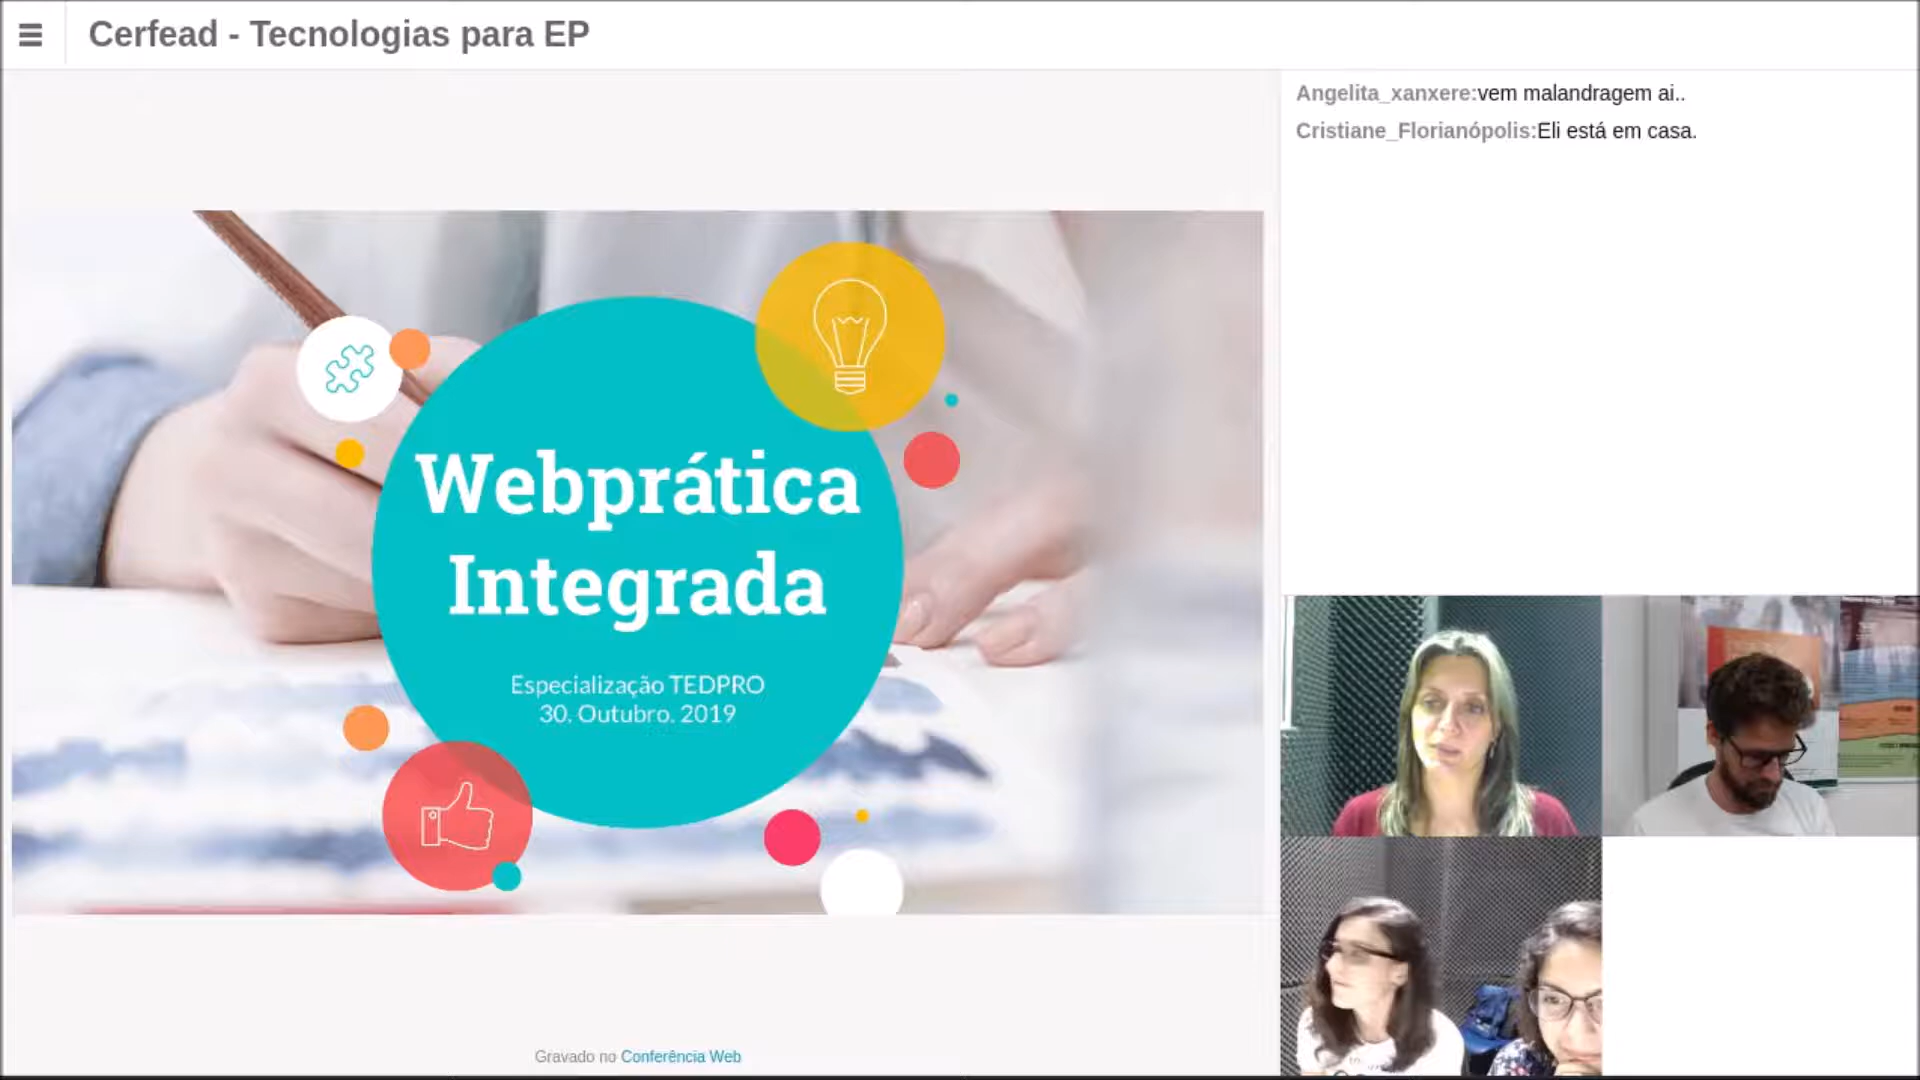 Cerfead - Tecnologias para EP
Angelita_xanxere:vem malandragem ai..
Cristiane_Florianópolis:Eli está em casa.
Webprática
Integrada
Especialização TEDPRO
30. Outubro. 2019
Gravado no Conferência Web